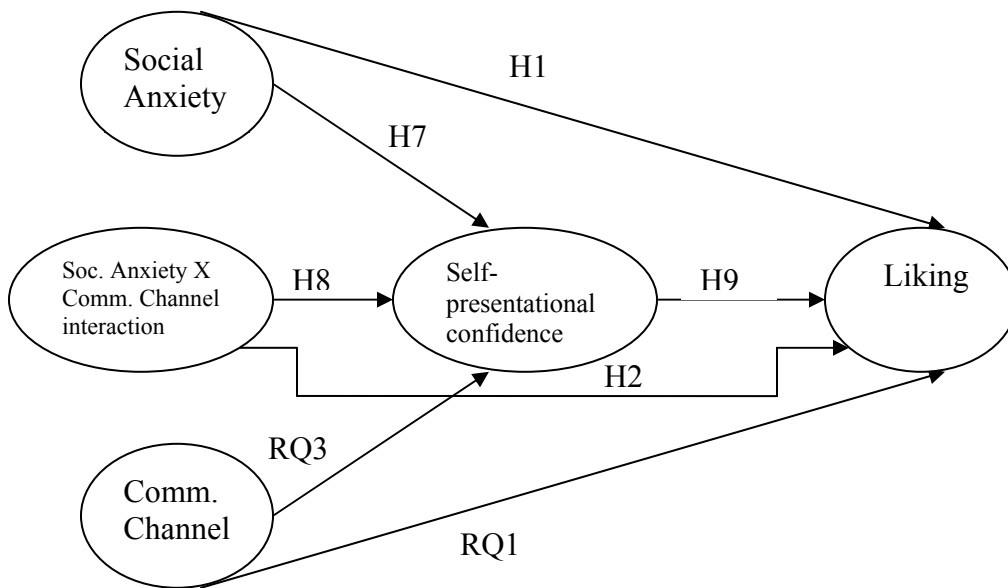 Social
Anxiety
H1
H7
Soc. Anxiety X
Comm. Channel
interaction
H8
Self-
presentational
confidence
H9
Liking
H2
RQ3
Comm.
Channel
RQ1